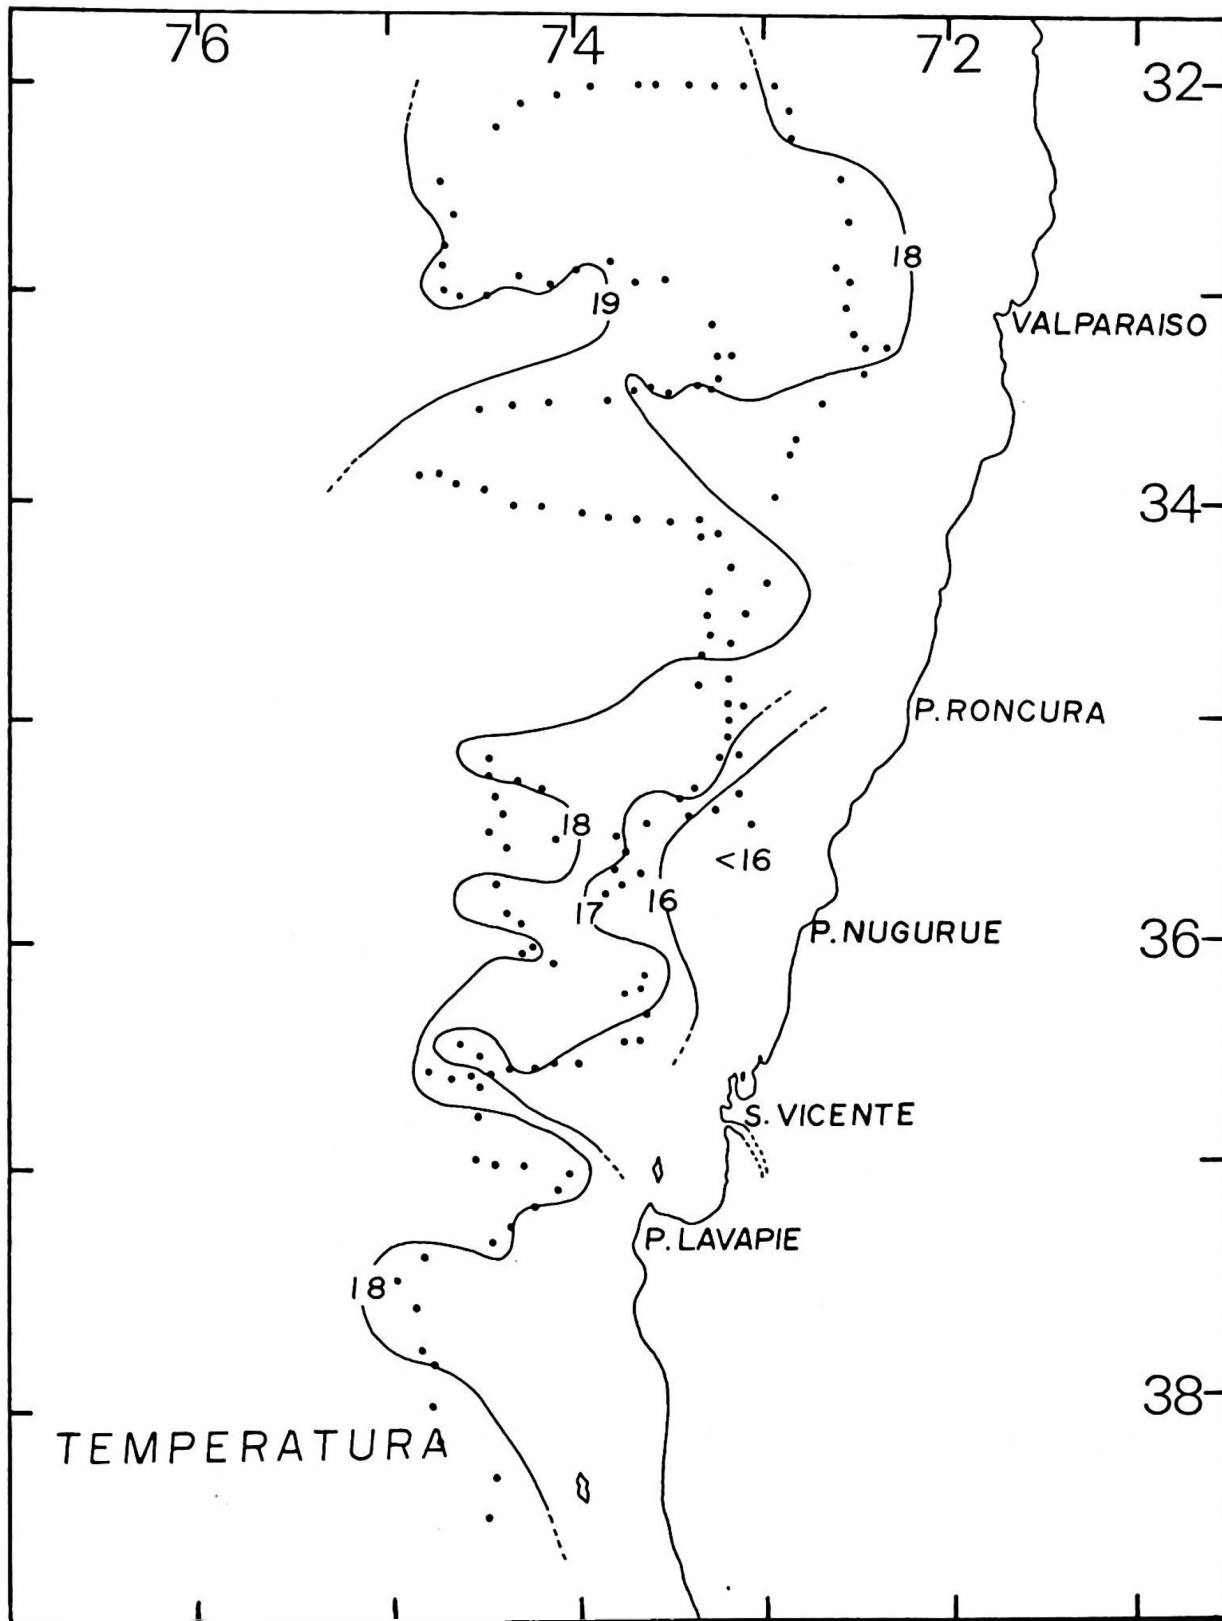 76 74 72
32
18
19
VALPARAISO
34
P. RONCURA
18
<16
17 16
P. NUGURUE
36
S. VICENTE
P. LAVAPIE
18
38
TEMPERATURA